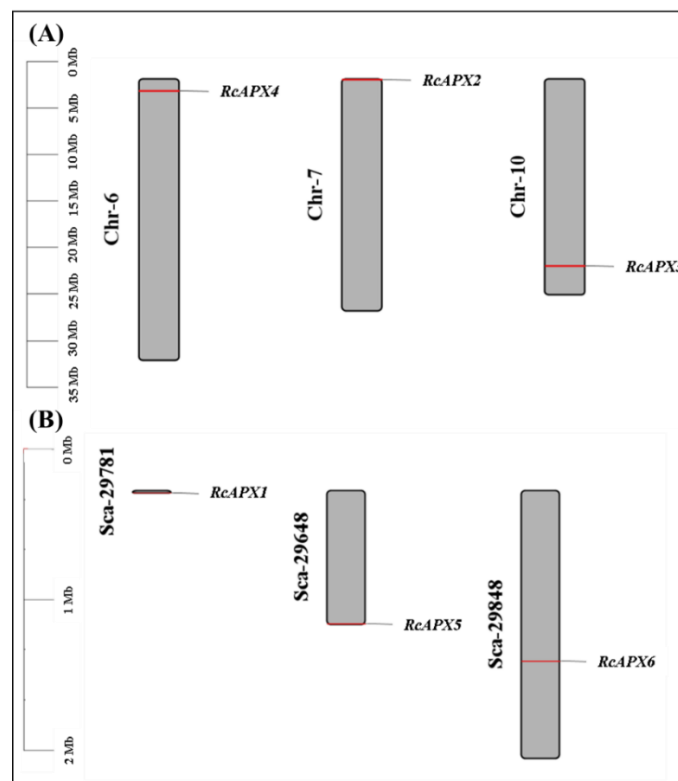 (A)
0 Mb
5 Mb
10 Mb
15 Mb
20 Mb
25 Mb
30 Mb
35 Mb
Chr-6
RcAPX4
Chr-7
RcAPX2
Chr-10
(B)
0 Mb
1 Mb
2 Mb
Sca-29781
RcAPX1
Sca-29648
RcAPX5
Sca-29848
RcAPX6